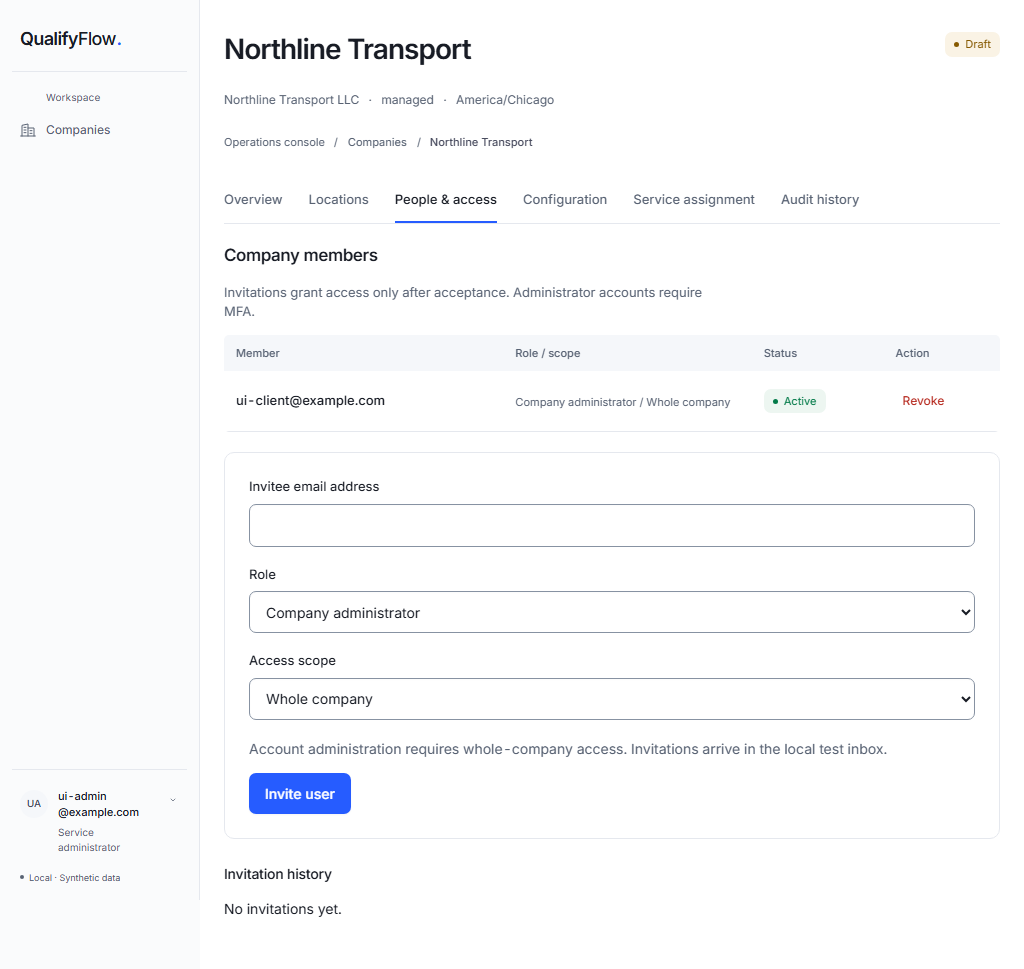 QualifyFlow.
Workspace
Companies
Northline Transport
Draft
Northline Transport LLC · managed · America/Chicago
Operations console / Companies / Northline Transport
Overview Locations People & access Configuration Service assignment Audit history
Company members
Invitations grant access only after acceptance. Administrator accounts require
MFA.
Member Role / scope Status Action
ui-client@example.com Company administrator / Whole company Active Revoke
Invitee email address
Role
Company administrator
Access scope
Whole company
Account administration requires whole-company access. Invitations arrive in the local test inbox.
Invite user
Invitation history
No invitations yet.
UA
ui-admin
@example.com
Service
administrator
Local · Synthetic data